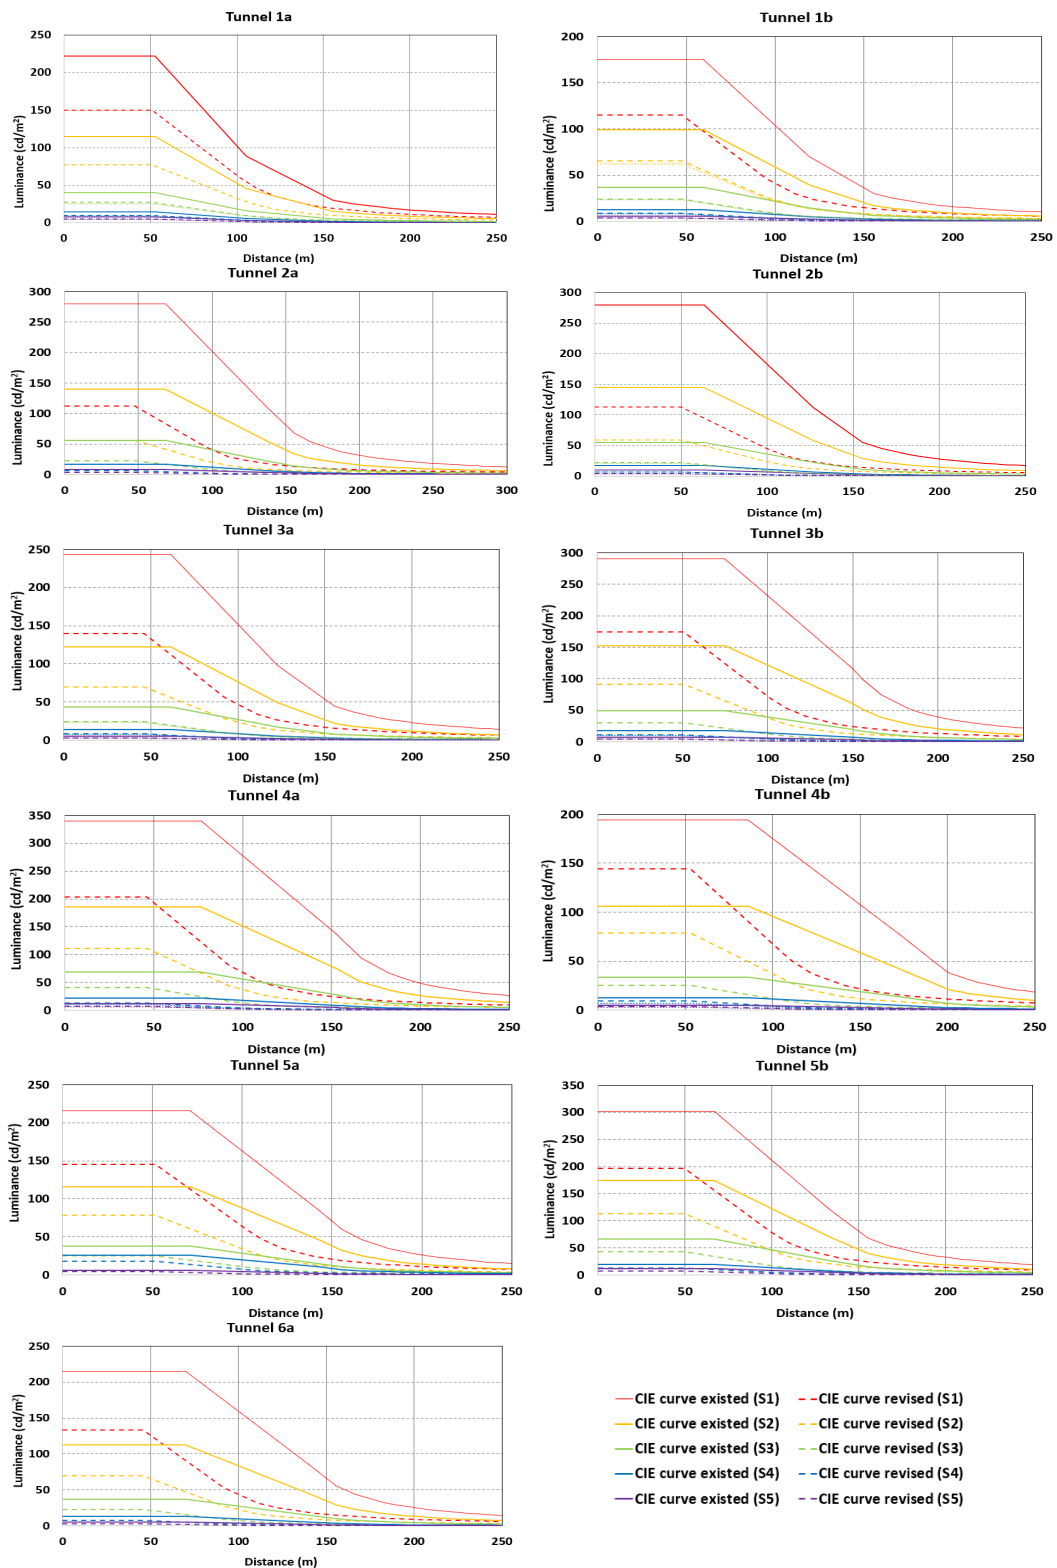 Tunnel 1a
Luminance (cd/m²)
250
200
150
100
50
0
0 50 100 150 200 250
Distance (m)
Tunnel 1b
Luminance (cd/m²)
200
150
100
50
0
0 50 100 150 200 250
Distance (m)
Tunnel 2a
Luminance (cd/m²)
300
250
200
150
100
50
0
0 50 100 150 200 250 300
Distance (m)
Tunnel 2b
Luminance (cd/m²)
300
250
200
150
100
50
0
0 50 100 150 200 250
Distance (m)
Tunnel 3a
Luminance (cd/m²)
250
200
150
100
50
0
0 50 100 150 200 250
Distance (m)
Tunnel 3b
Luminance (cd/m²)
300
250
200
150
100
50
0
0 50 100 150 200 250
Distance (m)
Tunnel 4a
Luminance (cd/m²)
350
300
250
200
150
100
50
0
0 50 100 150 200 250
Distance (m)
Tunnel 4b
Luminance (cd/m²)
200
150
100
50
0
0 50 100 150 200 250
Distance (m)
Tunnel 5a
Luminance (cd/m²)
250
200
150
100
50
0
0 50 100 150 200 250
Distance (m)
Tunnel 5b
Luminance (cd/m²)
350
300
250
200
150
100
50
0
0 50 100 150 200 250
Distance (m)
Tunnel 6a
Luminance (cd/m²)
250
200
150
100
50
0
0 50 100 150 200 250
Distance (m)
CIE curve existed (S1) CIE curve revised (S1)
CIE curve existed (S2) CIE curve revised (S2)
CIE curve existed (S3) CIE curve revised (S3)
CIE curve existed (S4) CIE curve revised (S4)
CIE curve existed (S5) CIE curve revised (S5)